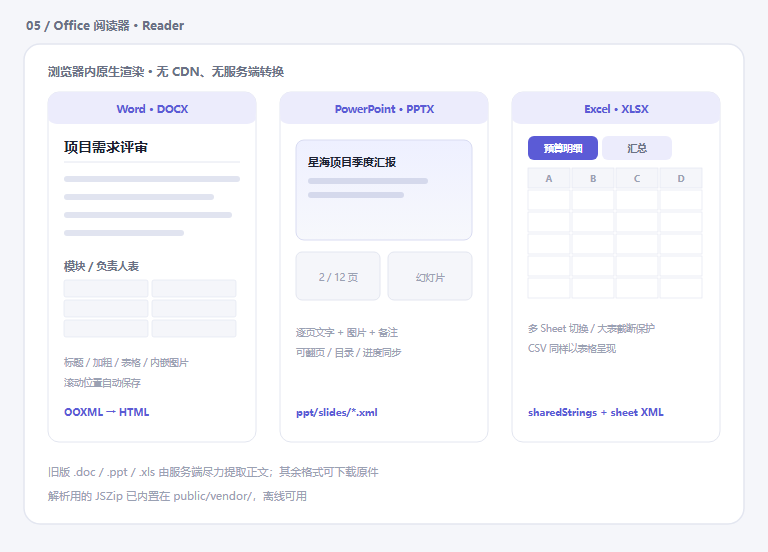 05 / Office 阅读器 • Reader
浏览器内原生渲染 • 无 CDN、无服务端转换
Word • DOCX
项目需求评审
模块 / 负责人表
标题 / 加粗 / 表格 / 内嵌图片
滚动位置自动保存
OOXML → HTML
PowerPoint • PPTX
星海项目季度汇报
2 / 12 页
幻灯片
逐页文字 + 图片 + 备注
可翻页 / 目录 / 进度同步
ppt/slides/*.xml
Excel • XLSX
预算明细
汇总
A B C D
多 Sheet 切换 / 大表截断保护
CSV 同样以表格呈现
sharedStrings + sheet XML
旧版 .doc / .ppt / .xls 由服务端尽力提取正文；其余格式可下载原件
解析用的 JSZip 已内置在 public/vendor/，离线可用